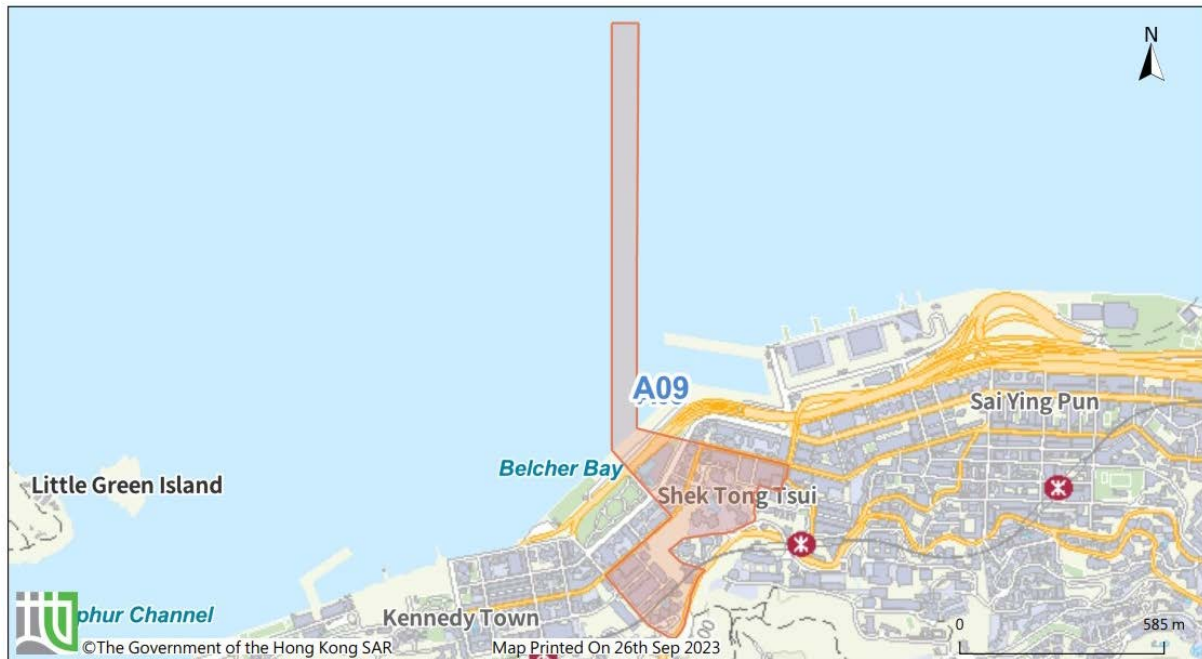 N
A09
Sai Ying Pun
Belcher Bay
Little Green Island
Shek Tong Tsui
Kennedy Town
phur Channel
100
0
585 m
©The Government of the Hong Kong SAR
Map Printed On 26th Sep 2023